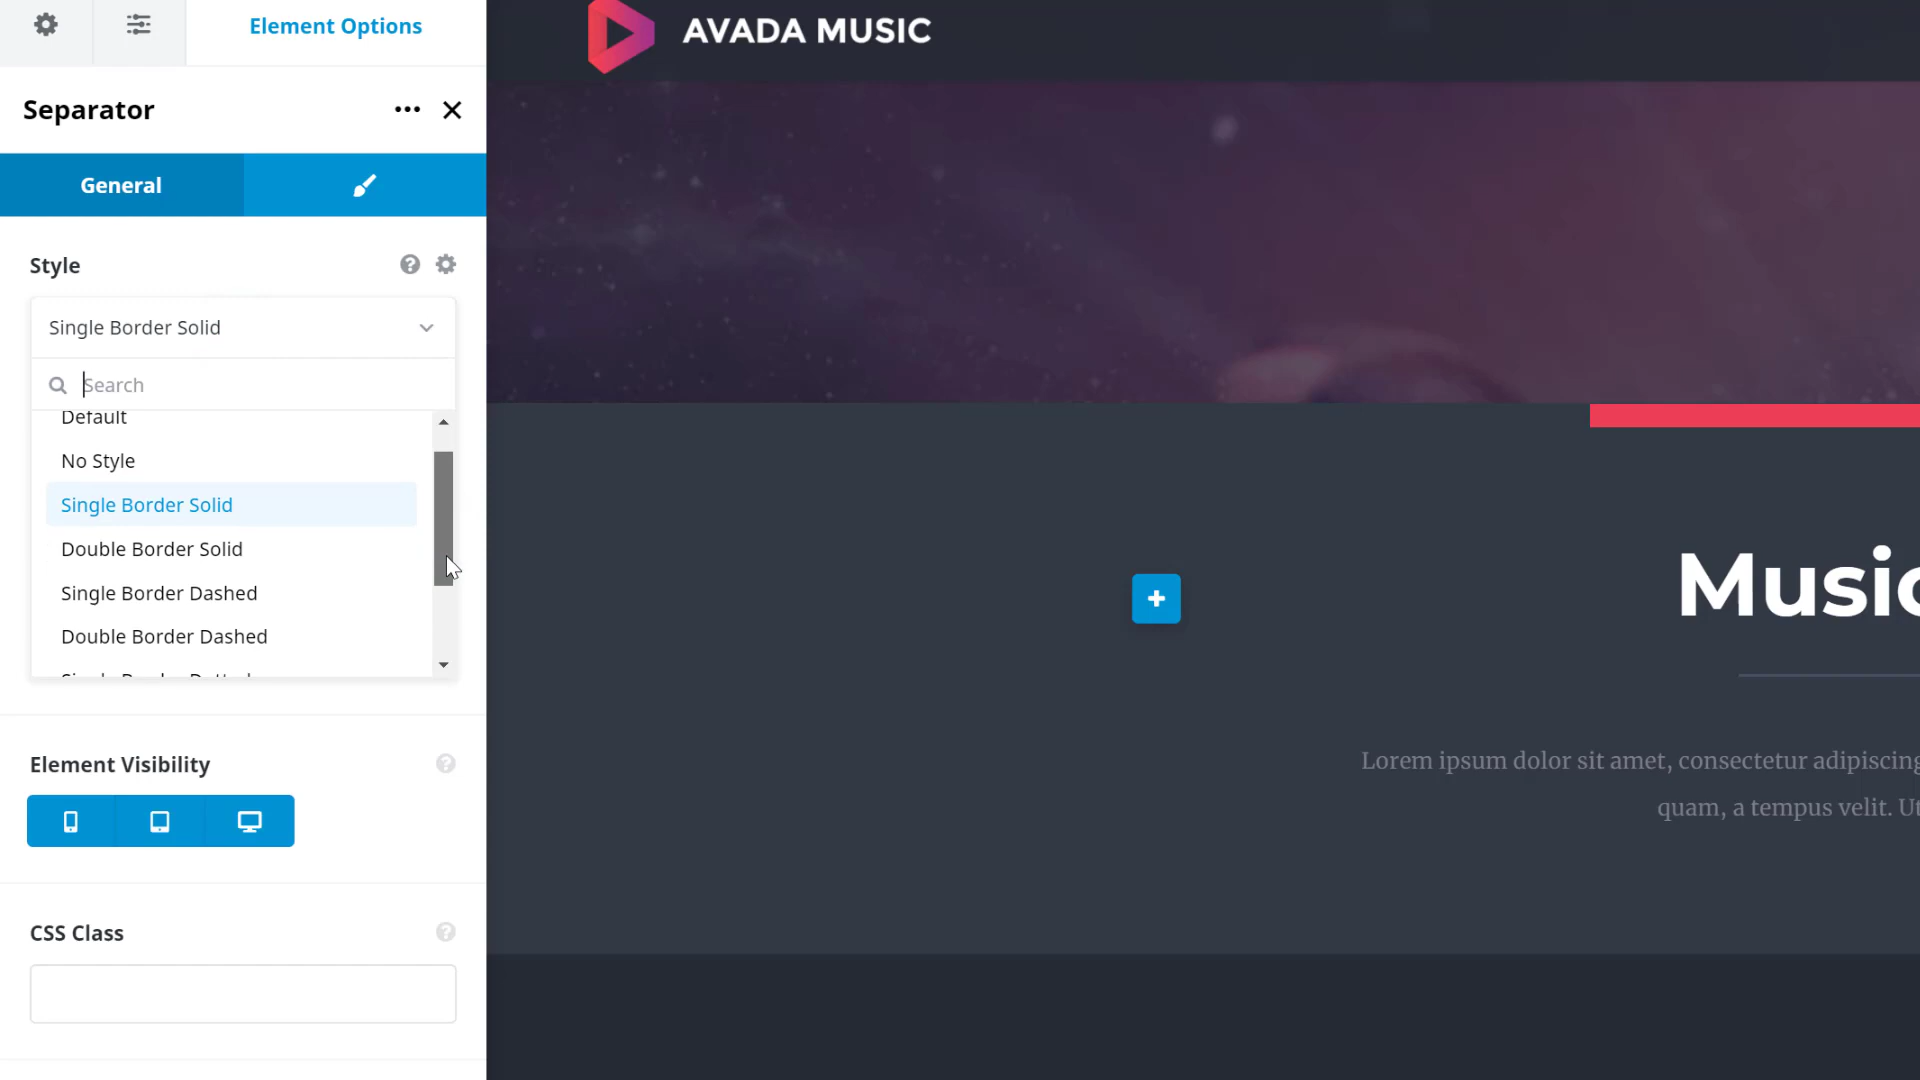 Element Options
AVADA MUSIC
Separator
General
Style
Single Border Solid
Search
Default
No Style
Single Border Solid
Double Border Solid
Single Border Dashed
Double Border Dashed
Music
Lorem ipsum dolor sit amet, consectetur adipiscing
quam, a tempus velit. Ut
Element Visibility
CSS Class